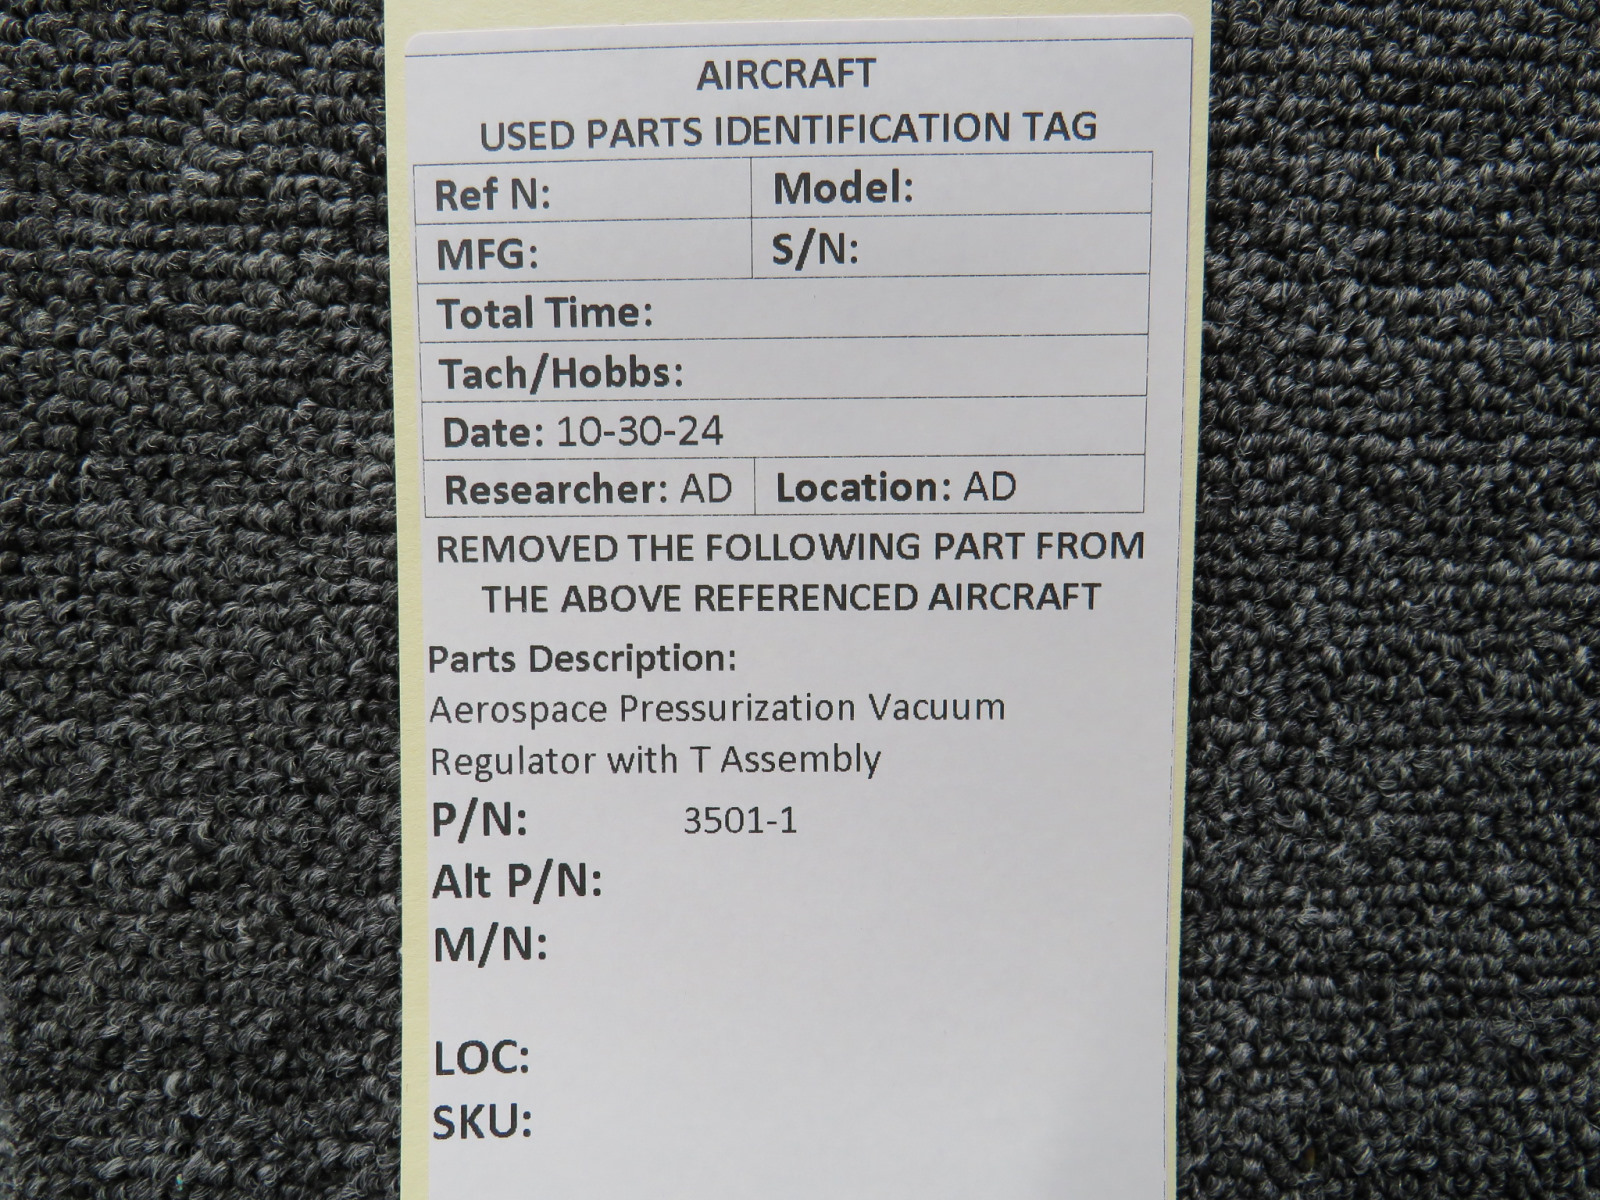 AIRCRAFT
USED PARTS IDENTIFICATION TAG
Ref N: Model:
MFG: S/N:
Total Time:
Tach/Hobbs:
Date: 10-30-24
Researcher: AD Location: AD
REMOVED THE FOLLOWING PART FROM
THE ABOVE REFERENCED AIRCRAFT
Parts Description:
Aerospace Pressurization Vacuum
Regulator with T Assembly
P/N: 3501-1
Alt P/N:
M/N:
LOC:
SKU: